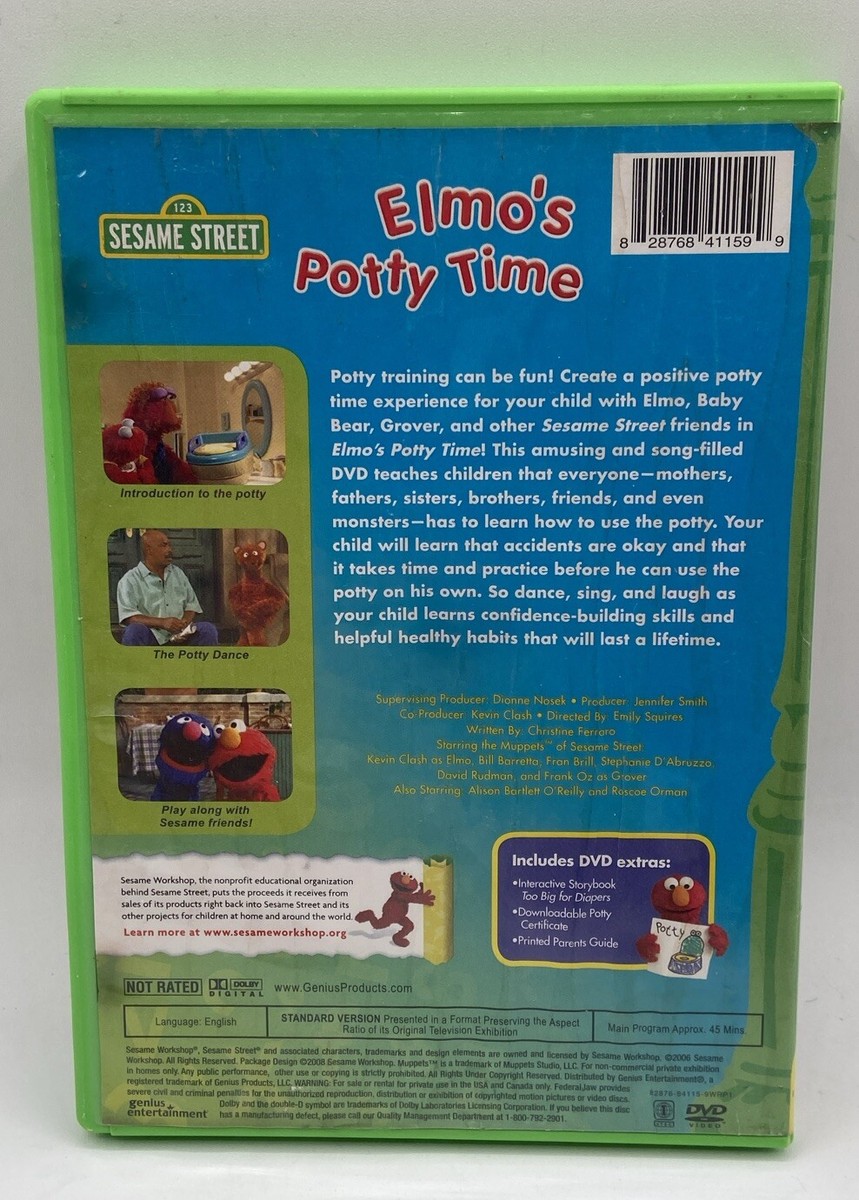 123
SESAME STREET
Elmo's
Potty Time
8 28768 41159 9
Introduction to the potty
The Potty Dance
Play along with
Sesame friends!
Potty training can be fun! Create a positive potty
time experience for your child with Elmo, Baby
Bear, Grover, and other Sesame Street friends in
Elmo's Potty Time! This amusing and song-filled
DVD teaches children that everyone—mothers,
fathers, sisters, brothers, friends, and even
monsters—has to learn how to use the potty. Your
child will learn that accidents are okay and that
it takes time and practice before he can use the
potty on his own. So dance, sing, and laugh as
your child learns confidence-building skills and
helpful healthy habits that will last a lifetime.
Supervising Producer: Dionne Nosek • Producer: Jennifer Smith
Co Producer: Kevin Clash • Directed By: Emily Squires
Written By: Christine Ferraro
Starring the Muppets™ of Sesame Street:
Kevin Clash as Elmo, Bill Barretta, Fran Brill, Stephanie D'Abruzzo,
David Rudman, and Frank Oz as Grover
Also Starring: Alison Bartlett O'Reilly and Roscoe Orman
Sesame Workshop, the nonprofit educational organization
behind Sesame Street, puts the proceeds it receives from
sales of its products right back into Sesame Street and its
other projects for children at home and around the world.
Learn more at www.sesameworkshop.org
Includes DVD extras:
•Interactive Storybook
Too Big for Diapers
•Downloadable Potty
Certificate
•Printed Parents Guide
Potty
NOT RATED DOLBY DIGITAL www.GeniusProducts.com
Language: English
STANDARD VERSION Presented in a Format Preserving the Aspect
Ratio of its Original Television Exhibition
Main Program Approx. 45 Mins.
Sesame Workshop®, Sesame Street® and associated characters, trademarks and design elements are owned and licensed by Sesame Workshop. ©2006 Sesame
Workshop. All Rights Reserved. Package Design ©2008 Sesame Workshop. Muppets™ is a trademark of Muppets Studio, LLC. For non-commercial private exhibition
in homes only. Any public performance, other use or copying is strictly prohibited. All Rights Under Copyright Reserved. Distributed by Genius Entertainment®, a
registered trademark of Genius Products, LLC. WARNING: For sale or rental for private use in the USA and Canada only. Federal law provides
severe civil and criminal penalties for the unauthorized reproduction, distribution or exhibition of copyrighted motion pictures or video discs.
Dolby and the double-D symbol are trademarks of Dolby Laboratories Licensing Corporation. If you believe this disc
has a manufacturing defect, please call our Quality Management Department at 1-800-792-2901.
genius
entertainment
DVD
VIDEO